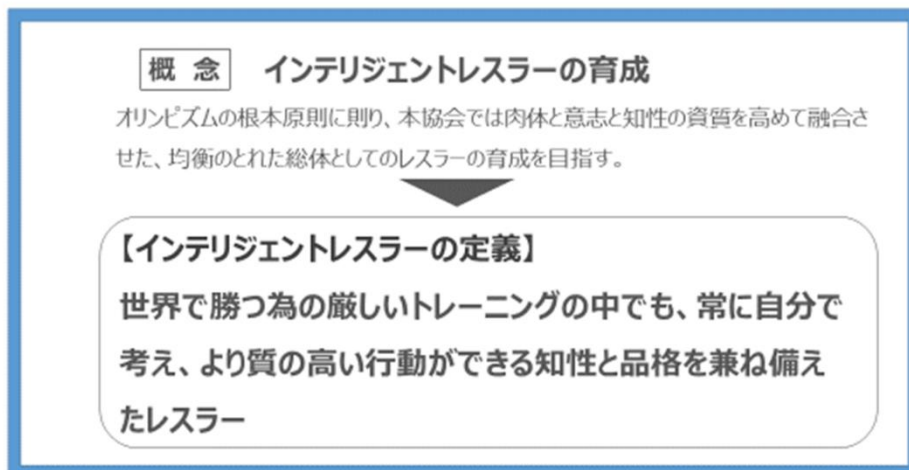 概 念 インテリジェントレスラーの育成
オリンピズムの根本原則に則り、本協会では肉体と意志と知性の資質を高めて融合さ
せた、均衡のとれた総体としてのレスラーの育成を目指す。
【インテリジェントレスラーの定義】
世界で勝つ為の厳しいトレーニングの中でも、常に自分で
考え、より質の高い行動ができる知性と品格を兼ね備え
たレスラー